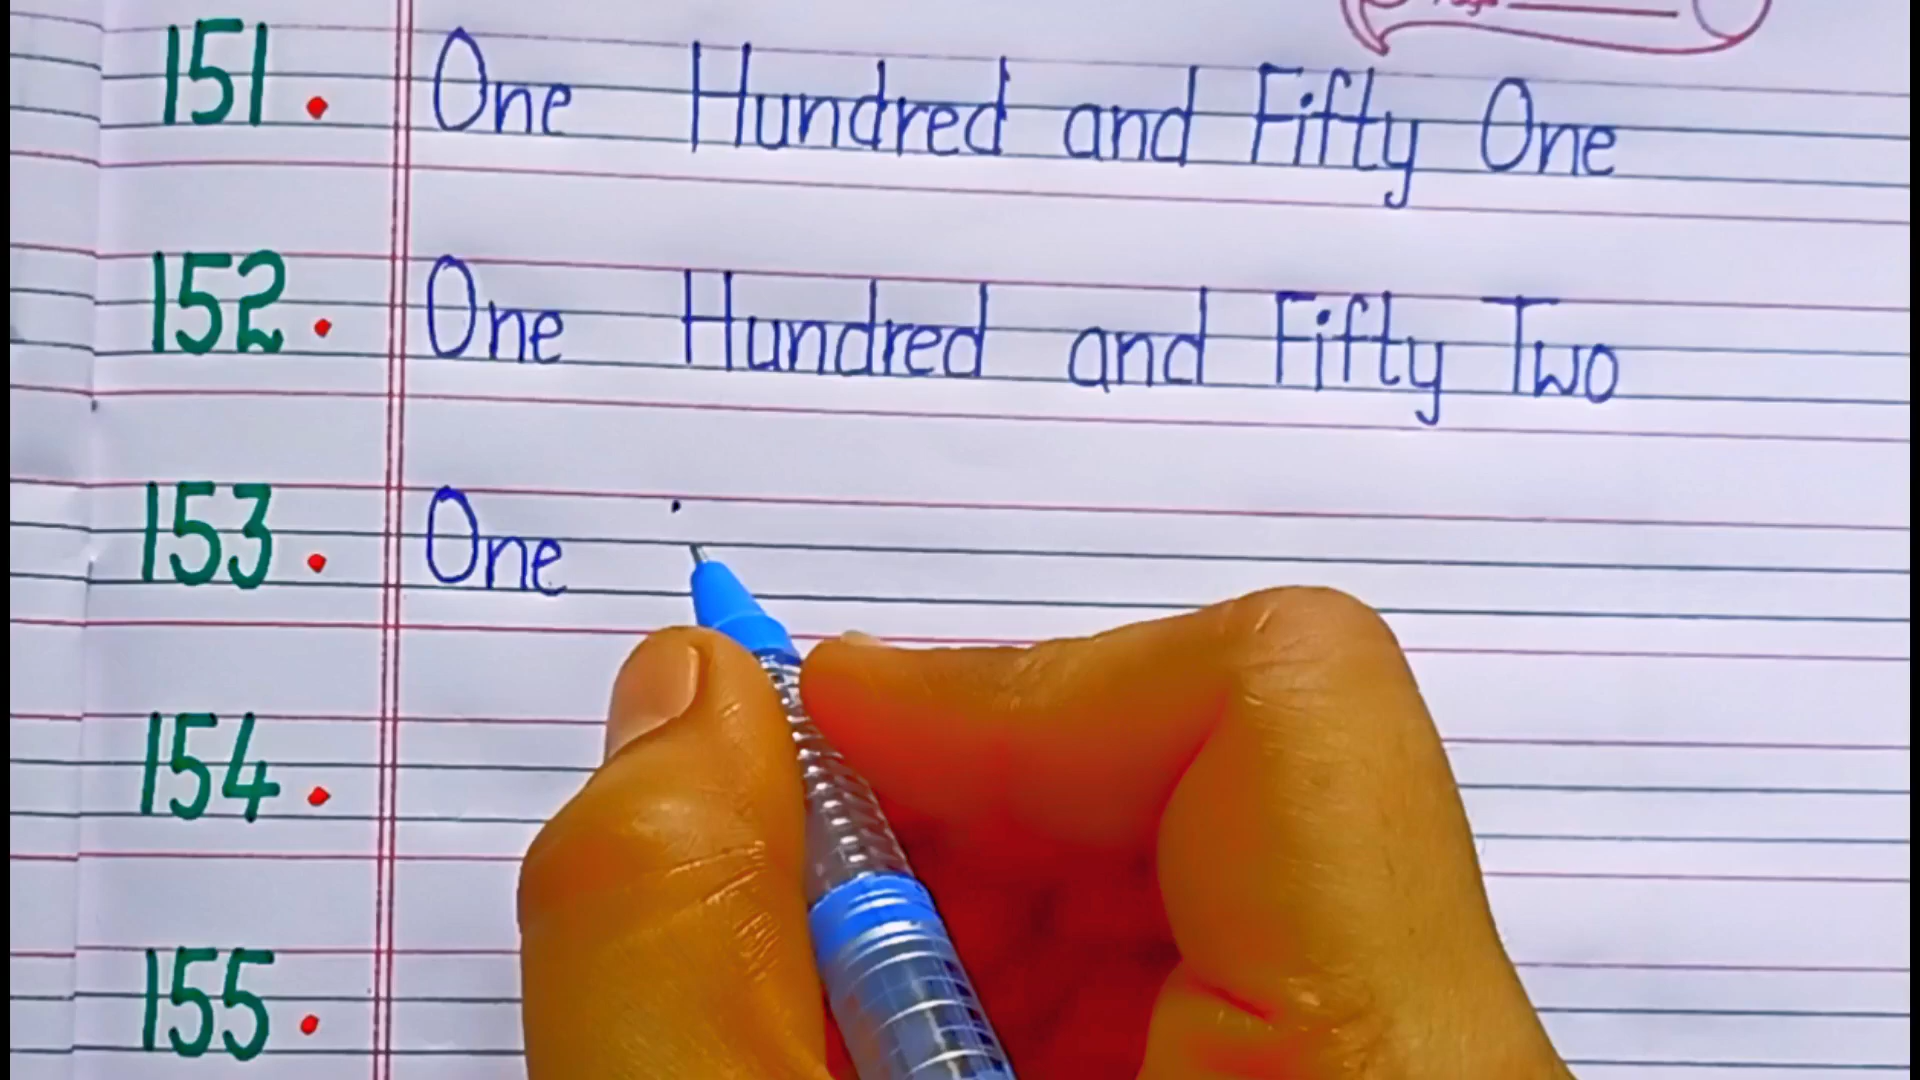 151. One Hundred and Fifty One
152. One Hundred and Fifty Two
153. One
154.
155.